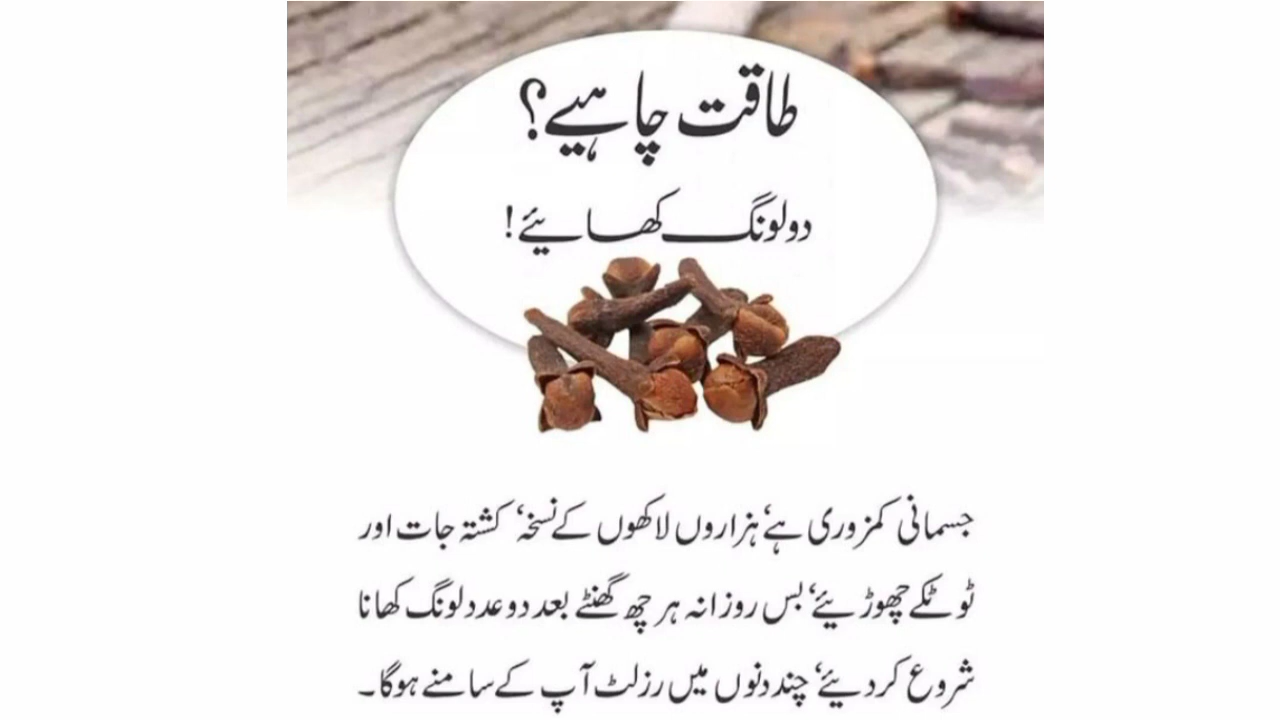 طاقت چاہیے؟
دو لونگ کھائیے!
جسمانی کمزوری ہے، ہزاروں لاکھوں کے نسخہ، کشتہ جات اور
ٹوٹکے چھوڑیئے، بس روزانہ ہر چھ گھنٹے بعد دو عدد لونگ کھانا
شروع کردیئے، چند دنوں میں رزلٹ آپ کے سامنے ہوگا۔